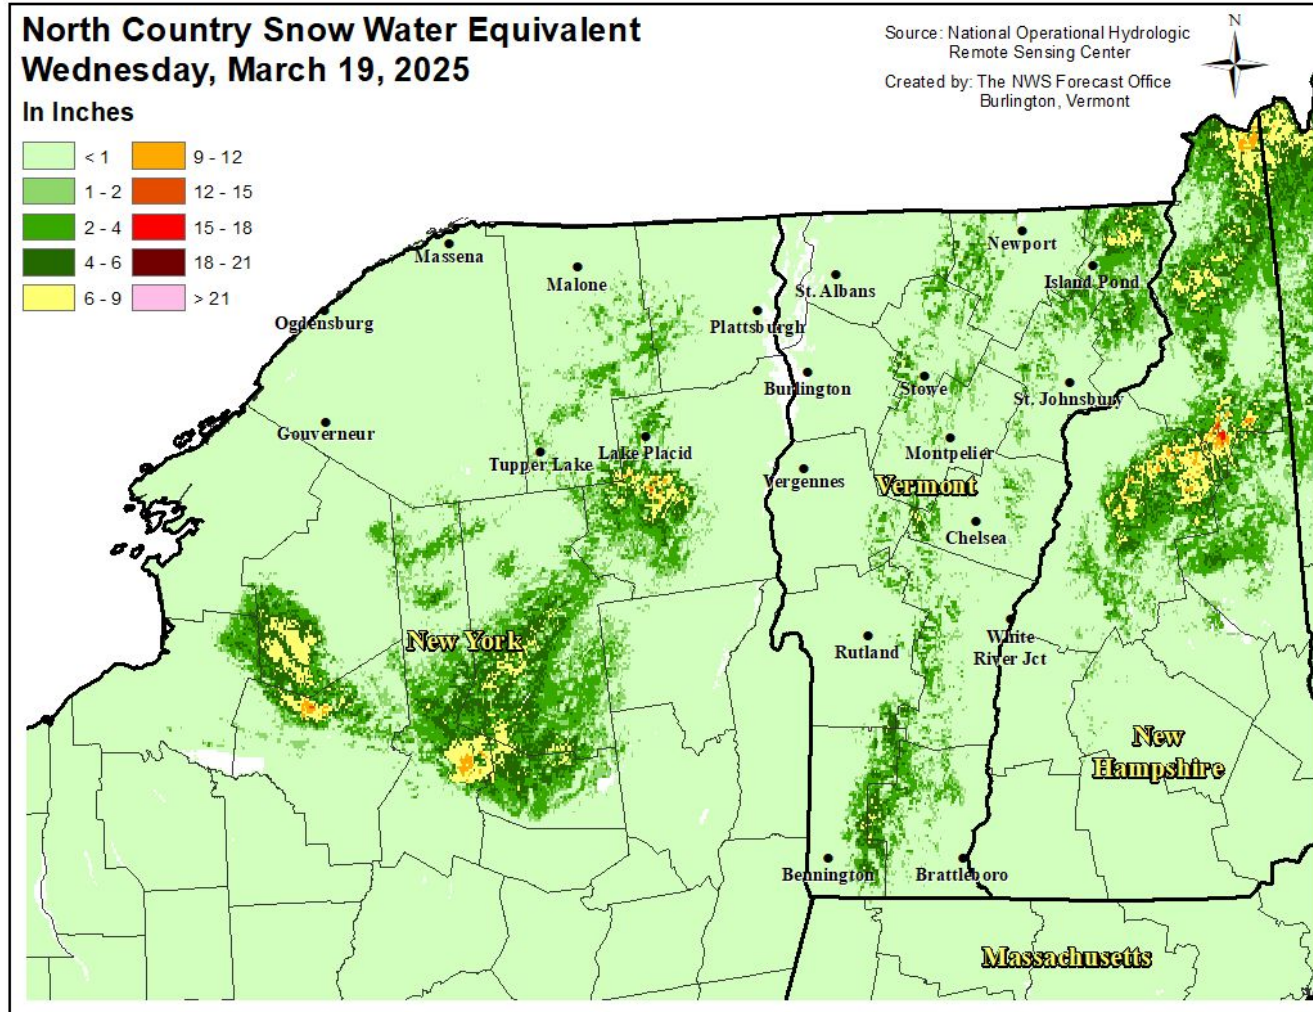 North Country Snow Water Equivalent
Wednesday, March 19, 2025
In Inches
Source: National Operational Hydrologic
Remote Sensing Center
Created by: The NWS Forecast Office
Burlington, Vermont
N
< 1
9 - 12
1 - 2
12 - 15
2 - 4
15 - 18
4 - 6
18 - 21
6 - 9
> 21
Massena
Malone
Ogdensburg
Plattsburgh
St. Albans
Newport
Island Pond
Burlington
Stowe
St. Johnsbury
Gouverneur
Tupper Lake
Lake Placid
Vergennes
Montpelier
Vermont
Chelsea
New York
Rutland
White
River Jct
New
Hampshire
Bennington
Brattleboro
Massachusetts